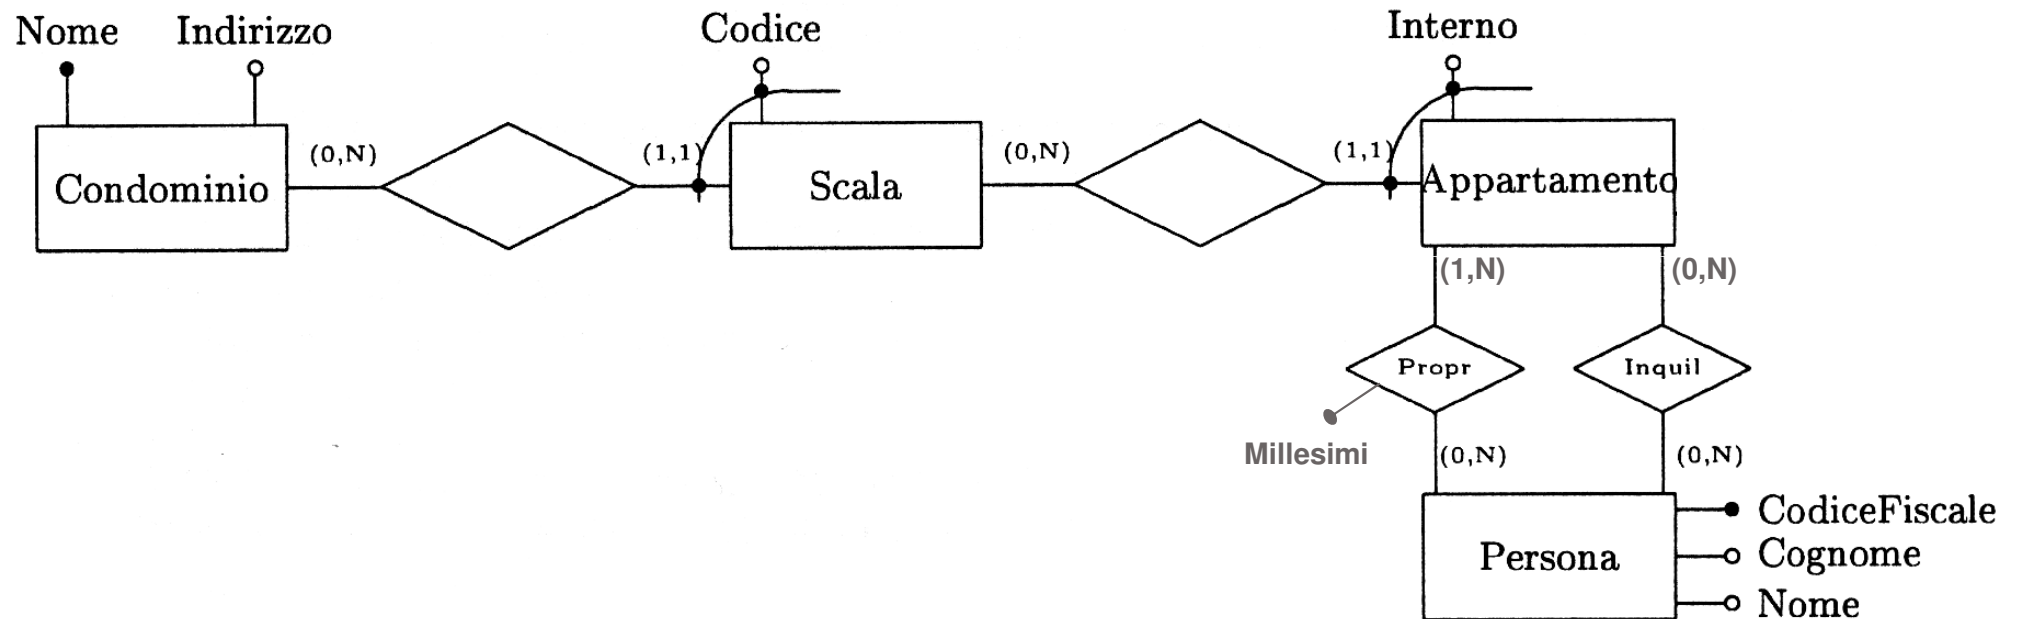 Nome
Indirizzo
Codice
Interno
(0,N)
(1,1)
(0,N)
(1,1)
Condominio
Scala
Appartamento
(1,N)
(0,N)
Propr
Inquil
Millesimi
(0,N)
(0,N)
CodiceFiscale
Persona
Cognome
Nome